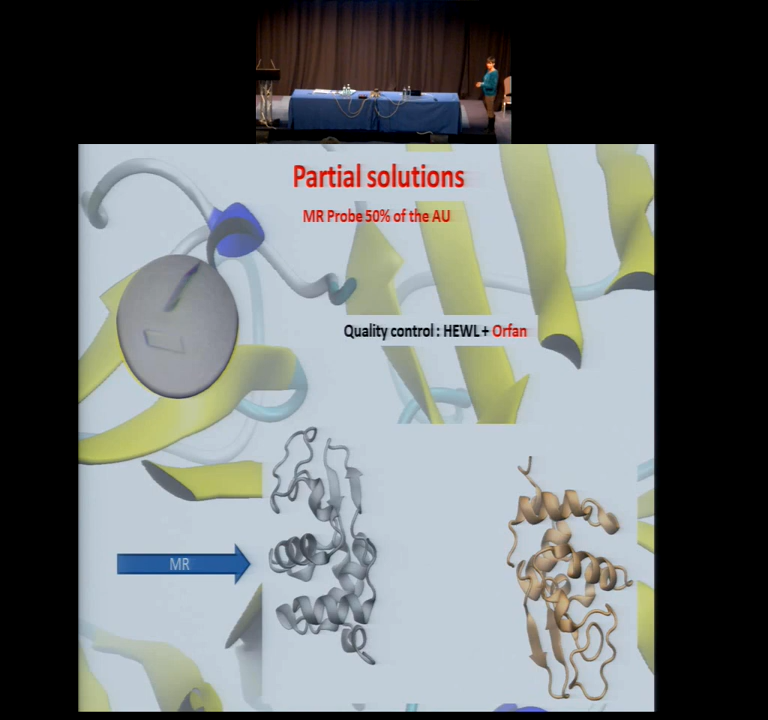 Partial solutions
MR Probe 50% of the AU
Quality control : HEWL + Orfan
MR